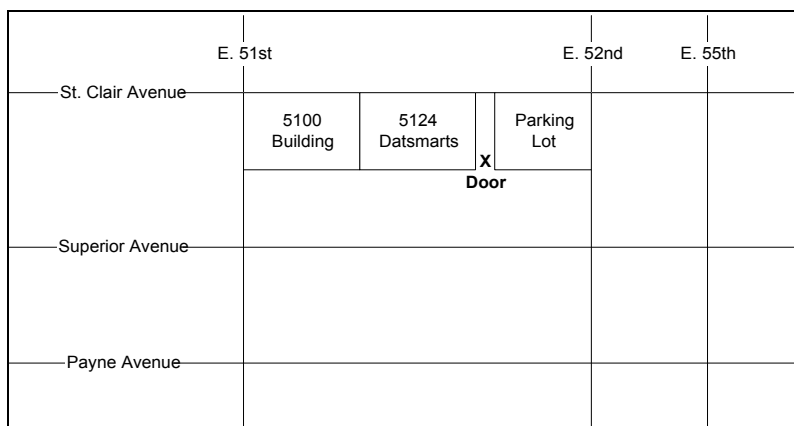 E. 51st
E. 52nd
E. 55th
St. Clair Avenue
5100
Building
5124
Datsmarts
Parking
Lot
X
Door
Superior Avenue
Payne Avenue